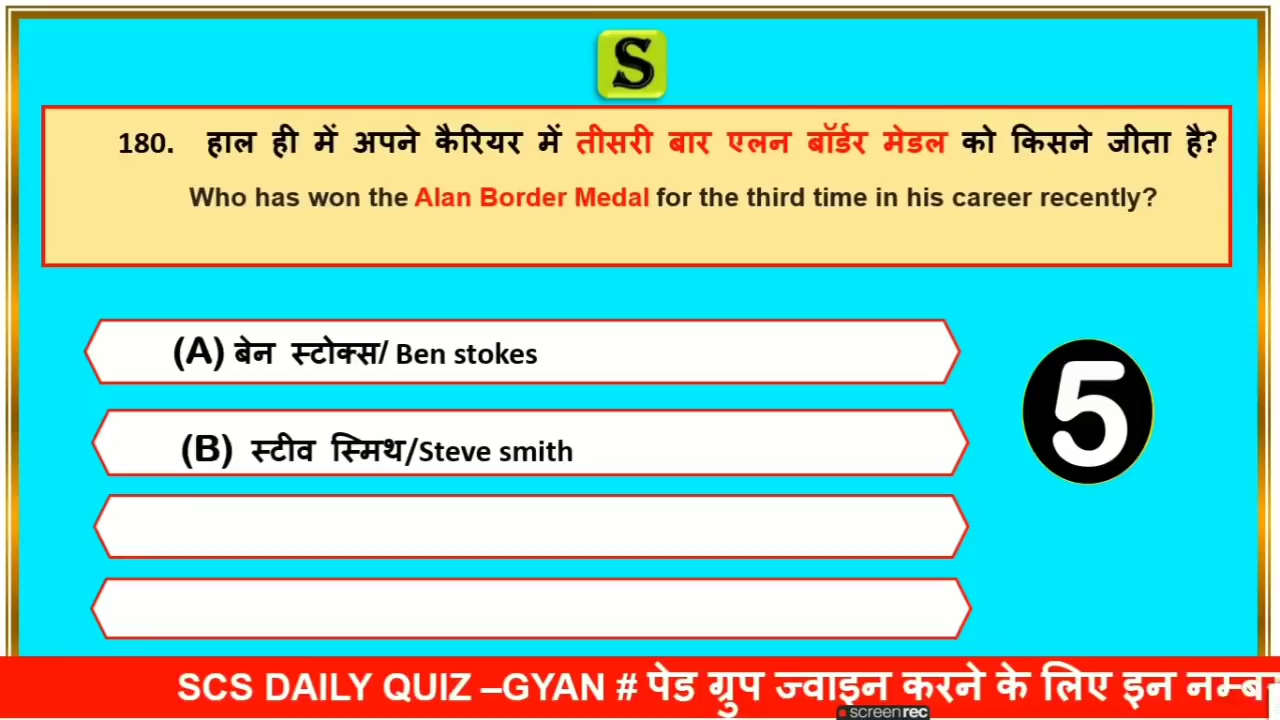 S
180. हाल ही में अपने कैरियर में तीसरी बार एलन बॉर्डर मेडल को किसने जीता है?
Who has won the Alan Border Medal for the third time in his career recently?
(A) बेन स्टोक्स/ Ben stokes
(B) स्टीव स्मिथ/Steve smith
5
SCS DAILY QUIZ –GYAN # पेड ग्रुप ज्वाइन करने के लिए इन नम्ब
screenrec